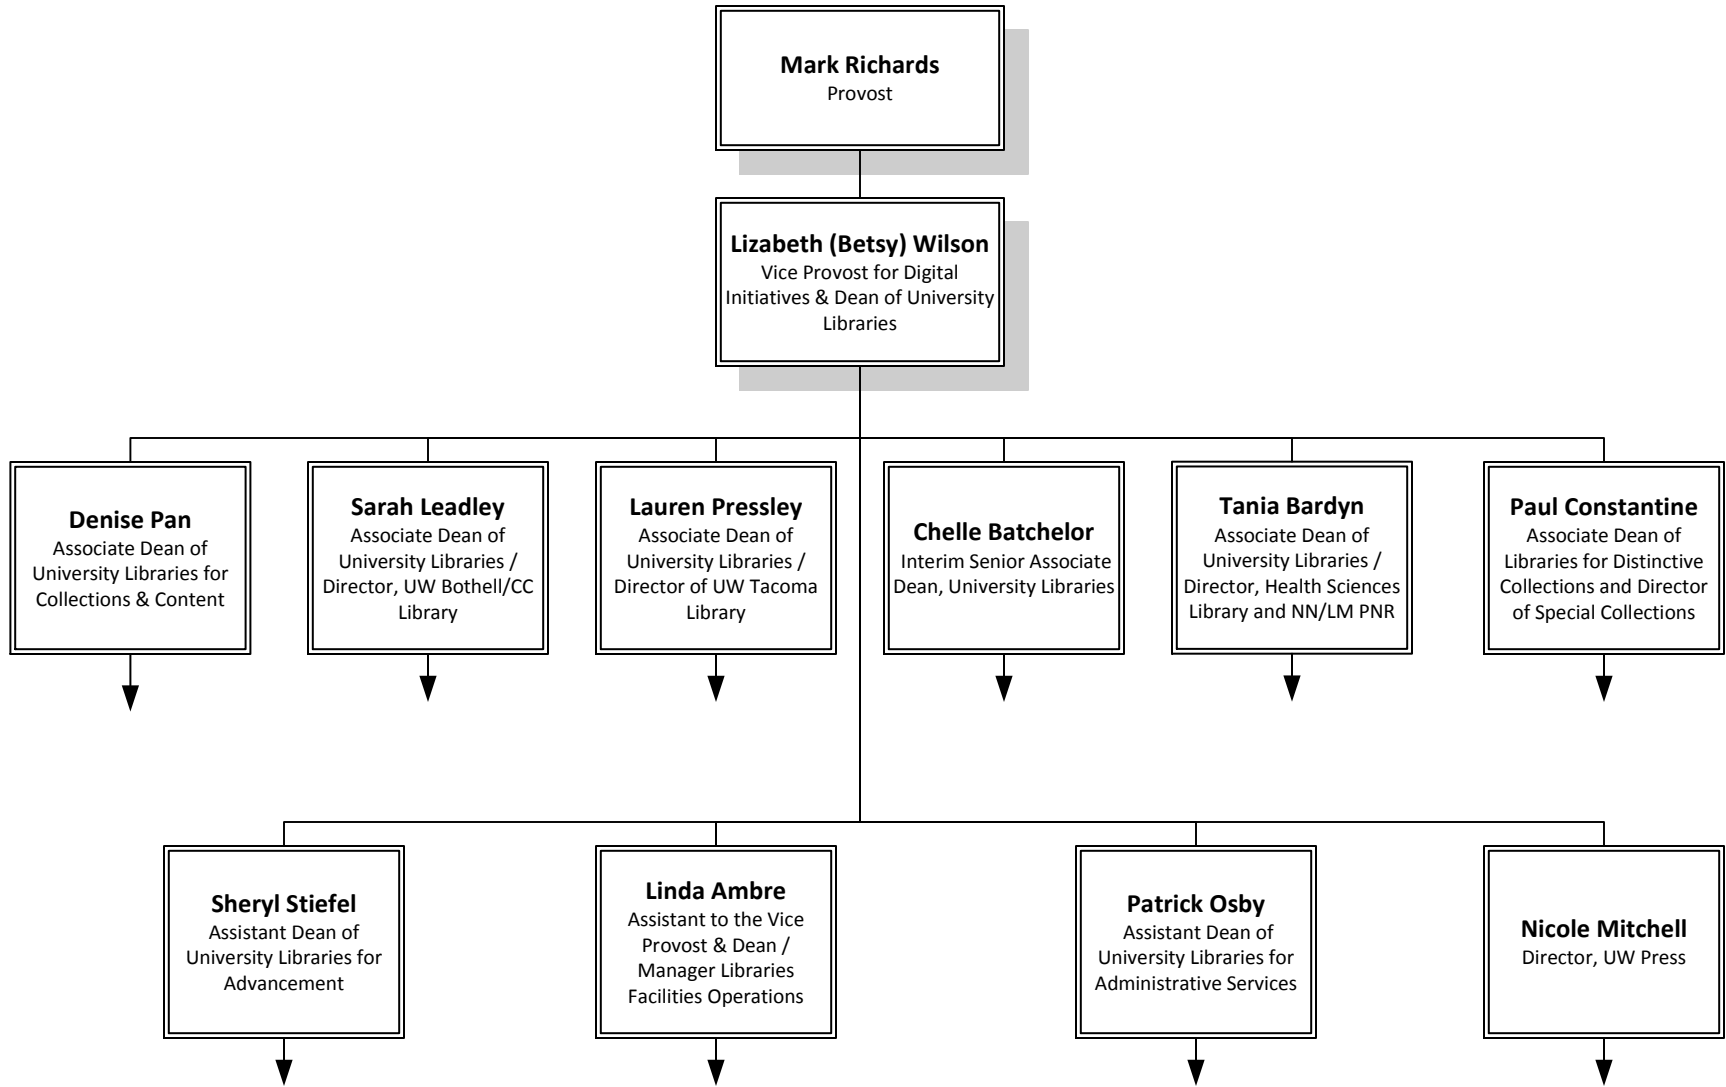 Mark Richards
Provost
Lizabeth (Betsy) Wilson
Vice Provost for Digital
Initiatives & Dean of University
Libraries
Denise Pan
Associate Dean of
University Libraries for
Collections & Content
Sarah Leadley
Associate Dean of
University Libraries /
Director, UW Bothell/CC
Library
Lauren Pressley
Associate Dean of
University Libraries /
Director of UW Tacoma
Library
Chelle Batchelor
Interim Senior Associate
Dean, University Libraries
Tania Bardyn
Associate Dean of
University Libraries /
Director, Health Sciences
Library and NN/LM PNR
Paul Constantine
Associate Dean of
Libraries for Distinctive
Collections and Director
of Special Collections
Sheryl Stiefel
Assistant Dean of
University Libraries for
Advancement
Linda Ambre
Assistant to the Vice
Provost & Dean /
Manager Libraries
Facilities Operations
Patrick Osby
Assistant Dean of
University Libraries for
Administrative Services
Nicole Mitchell
Director, UW Press